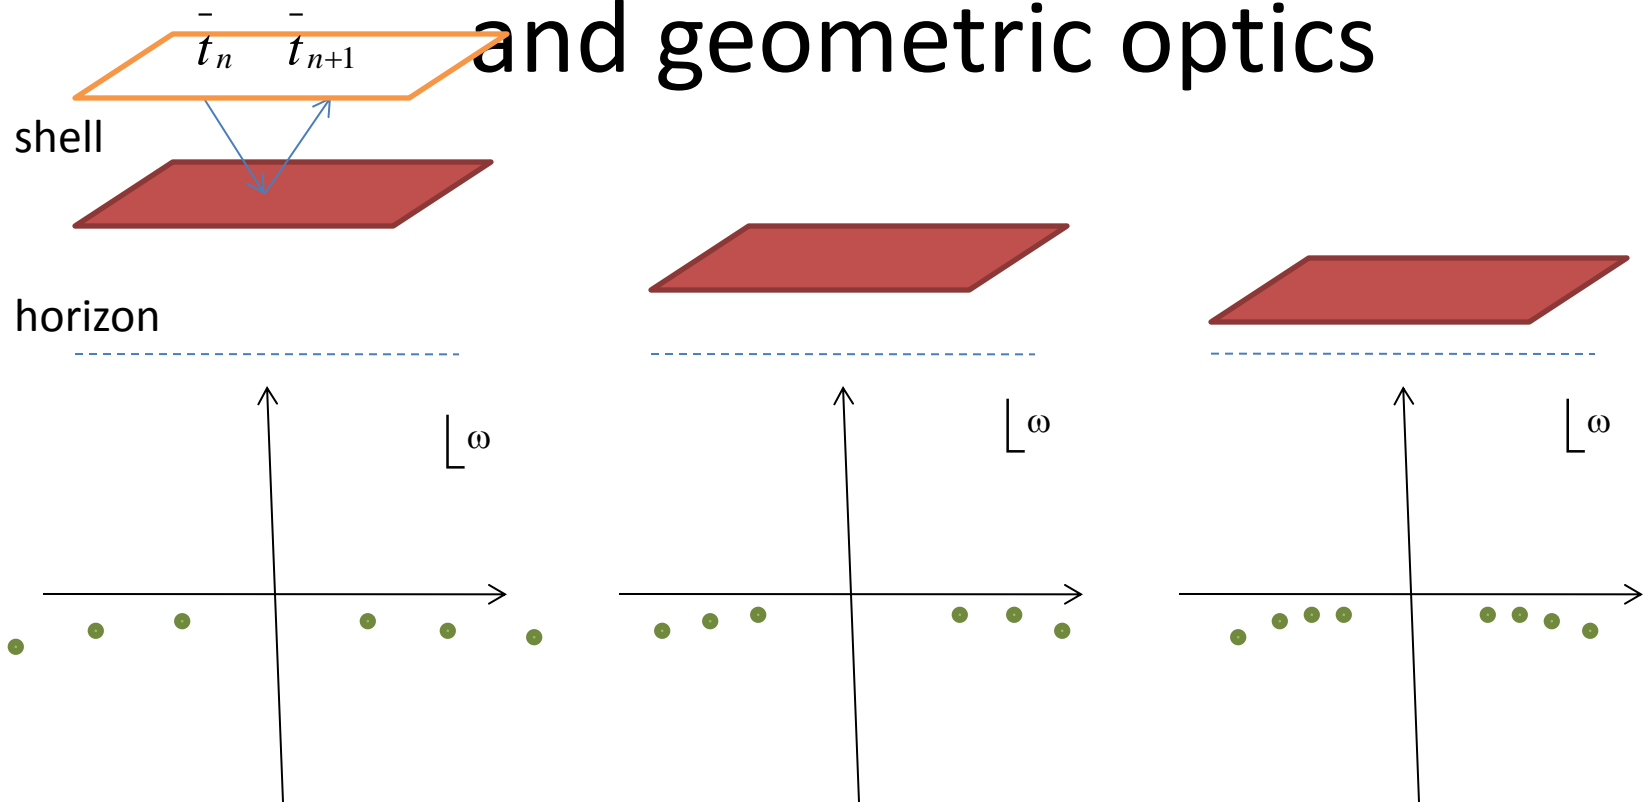 and geometric optics
t̄ₙ t̄ₙ₊₁
shell
horizon
ω
ω
ω